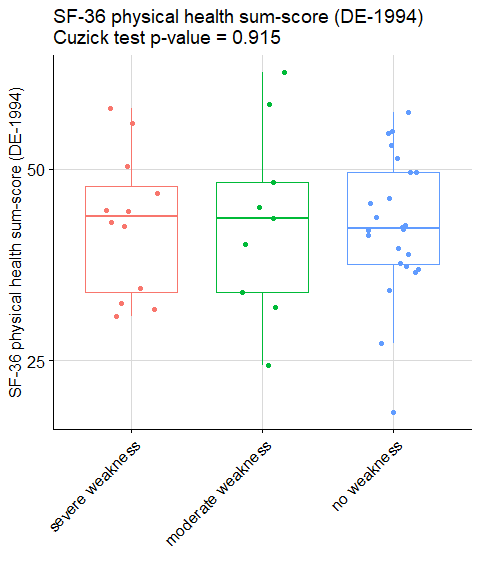 SF-36 physical health sum-score (DE-1994)
Cuzick test p-value = 0.915
SF-36 physical health sum-score (DE-1994)
50
25
severe weakness
moderate weakness
no weakness